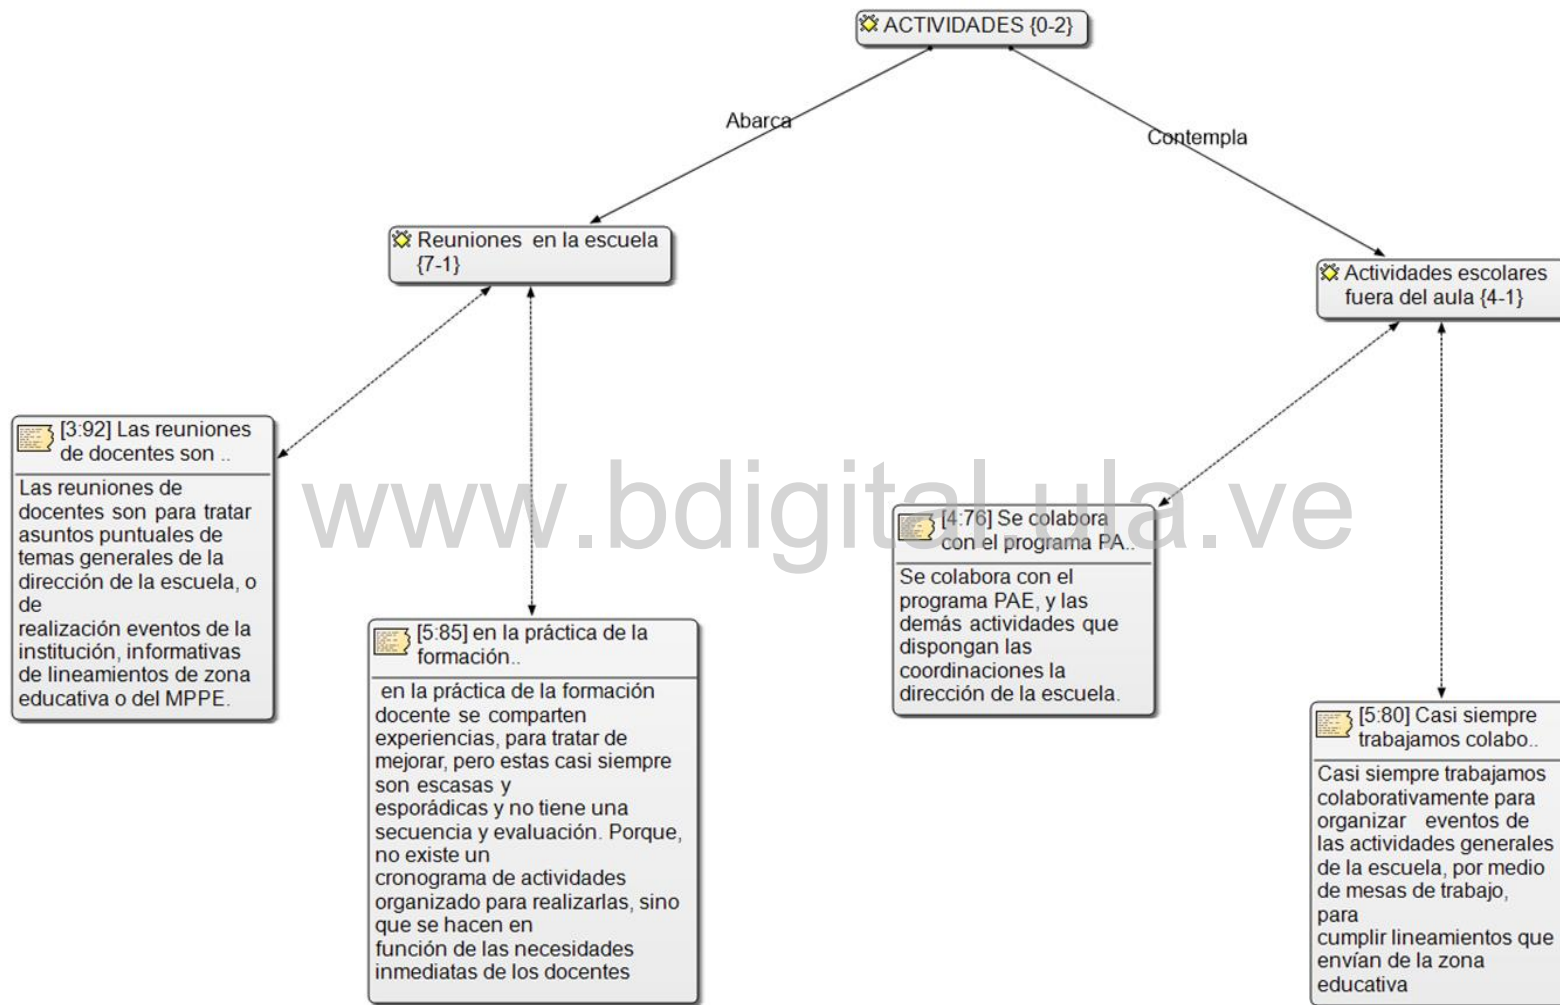 ACTIVIDADES {0-2}
Abarca
Contempla
Reuniones en la escuela
{7-1}
Actividades escolares
fuera del aula {4-1}
[3:92] Las reuniones
de docentes son ..
Las reuniones de
docentes son para tratar
asuntos puntuales de
temas generales de la
dirección de la escuela, o
de
realización eventos de la
institución, informativas
de lineamientos de zona
educativa o del MPPE.
[5:85] en la práctica de la
formación..
en la práctica de la formación
docente se comparten
experiencias, para tratar de
mejorar, pero estas casi siempre
son escasas y
esporádicas y no tiene una
secuencia y evaluación. Porque,
no existe un
cronograma de actividades
organizado para realizarlas, sino
que se hacen en
función de las necesidades
inmediatas de los docentes
[4:76] Se colabora
con el programa PA..
Se colabora con el
programa PAE, y las
demás actividades que
dispongan las
coordinaciones la
dirección de la escuela.
[5:80] Casi siempre
trabajamos colabo..
Casi siempre trabajamos
colaborativamente para
organizar eventos de
las actividades generales
de la escuela, por medio
de mesas de trabajo,
para
cumplir lineamientos que
envían de la zona
educativa
www.bdigital.ula.ve